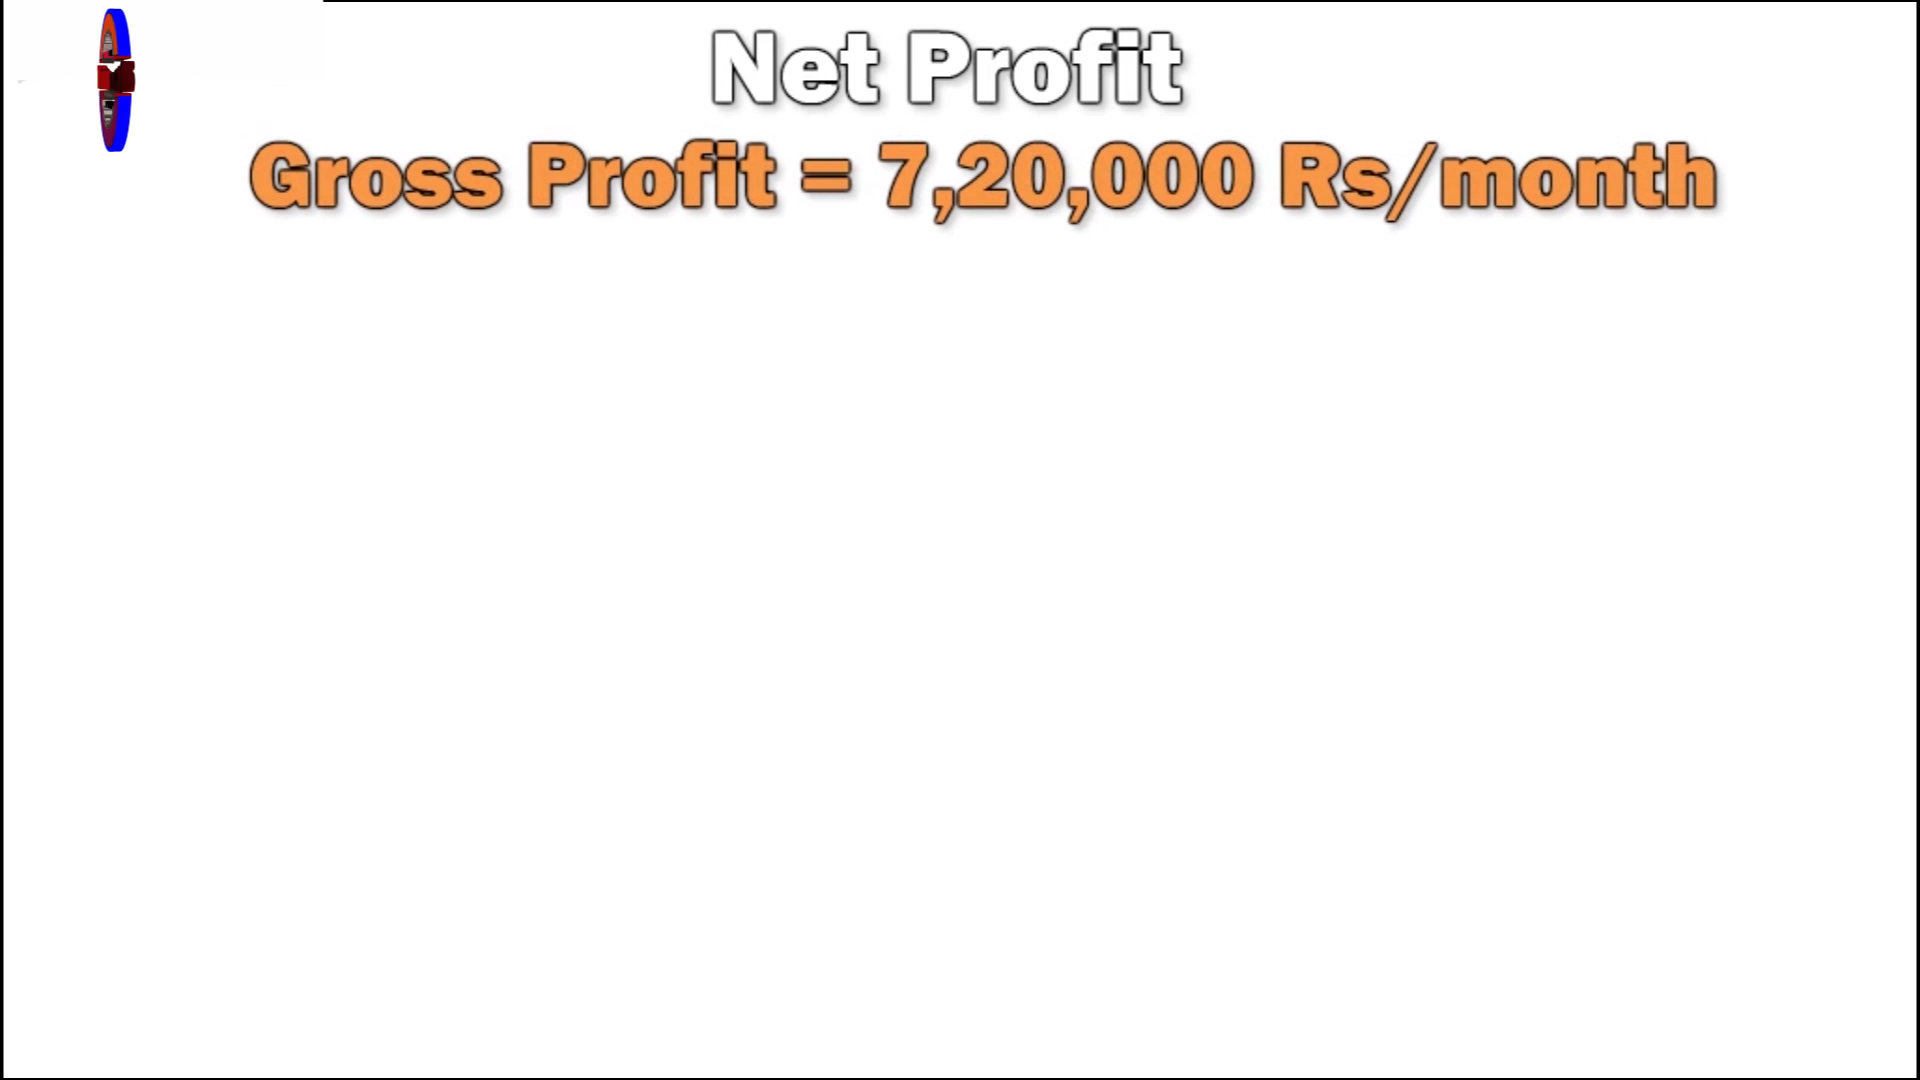 Net Profit
Gross Profit = 7,20,000 Rs/month